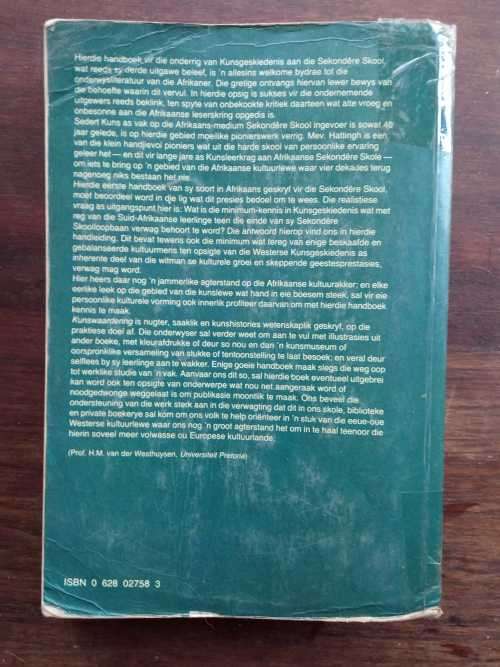 Hierdie handboek vir die onderrig van Kunsgeskiedenis aan die Sekondêre Skool,
wat reeds sy derde uitgawe beleef, is 'n allesins welkome bydrae tot die
onderwysliteratuur van die Afrikaner. Die gretige ontvangs hiervan lewer bewys van
die behoefte waarin dit vervul. In hierdie opsig is sukses vir die ondernemende
uitgewers reeds beklink, ten spyte van onbekookte kritiek daarteen wat alte vroeg en
onbesonne aan die Afrikaanse leserskring opgedis is.
Sedert Kuns as vak op die Afrikaans-medium Sekondêre Skool ingevoer is sowat 40
jaar gelede, is op hierdie gebied moeilike pionierswerk verrig. Mev. Hattingh is een
van die klein handjievol pioniers wat uit die harde skool van persoonlike ervaring
geleer het — en dit vir lange jare as Kunsleerkrag aan Afrikaanse Sekondêre Skole —
om iets te bring op 'n gebied van die Afrikaanse kultuurlewe waar vier dekades terug
nagenoeg niks bestaan het nie.
Hierdie eerste handboek van sy soort in Afrikaans geskryf vir die Sekondêre Skool,
moet beoordeel word in die lig wat dit presies bedoel om te wees. Die realistiese
vraag as uitgangspunt hier is: Wat is die minimum-kennis in Kunsgeskiedenis wat met
reg van die Suid-Afrikaanse leerlinge teen die einde van sy Sekondêre
Skoolloopbaan verwag behoort te word? Die antwoord hierop vind ons in hierdie
handleiding. Dit bevat tewens ook die minimum wat tereg van enige beskaafde en
gebalanseerde kultuurmens ten opsigte van die Westerse Kunsgeskiedenis as
inherente deel van die witman se kulturele groei en skeppende geestesprestasies,
verwag mag word.
Hier heers daar nog 'n jammerlike agterstand op die Afrikaanse kultuurakker; en elke
eerlike leek op die gebied van die kunslewe wat hand in eie boesem steek, sal vir eie
persoonlike kulturele vorming ook innerlik profiteer daarvan om met hierdie handboek
kennis te maak.
Kunswaardering is nugter, saaklik en kunshistories wetenskaplik geskryf, op die
praktiese doel af. Die onderwyser sal verder weet om aan te vul met illustrasies uit
ander boeke, met kleurafdrukke of deur so nou en dan 'n kunsmuseum of
oorspronklike versameling van stukke of tentoonstelling te laat besoek; en veral deur
selflees by sy leerlinge aan te wakker. Enige goeie handboek maak slegs die weg oop
tot werklike studie van 'n vak. Aanvaar ons dit so, sal hierdie boek eventueel uitgebrei
kan word ook ten opsigte van onderwerpe wat nou net aangeraak word of
noodgedwonge weggelaat is om publikasie moontlik te maak. Ons beveel die
ondersteuning van die werk sterk aan in die verwagting dat dit in ons skole, biblioteke
en private boekerye sal kom om ons volk te help oriënteer in 'n stuk van die eeue-oue
Westerse kultuurlewe waar ons nog 'n groot agterstand het om in te haal teenoor die
hierin soveel meer volwasse ou Europese kultuurlande.
(Prof. H.M. van der Westhuysen, Universiteit Pretoria)
ISBN 0 628 02758 3